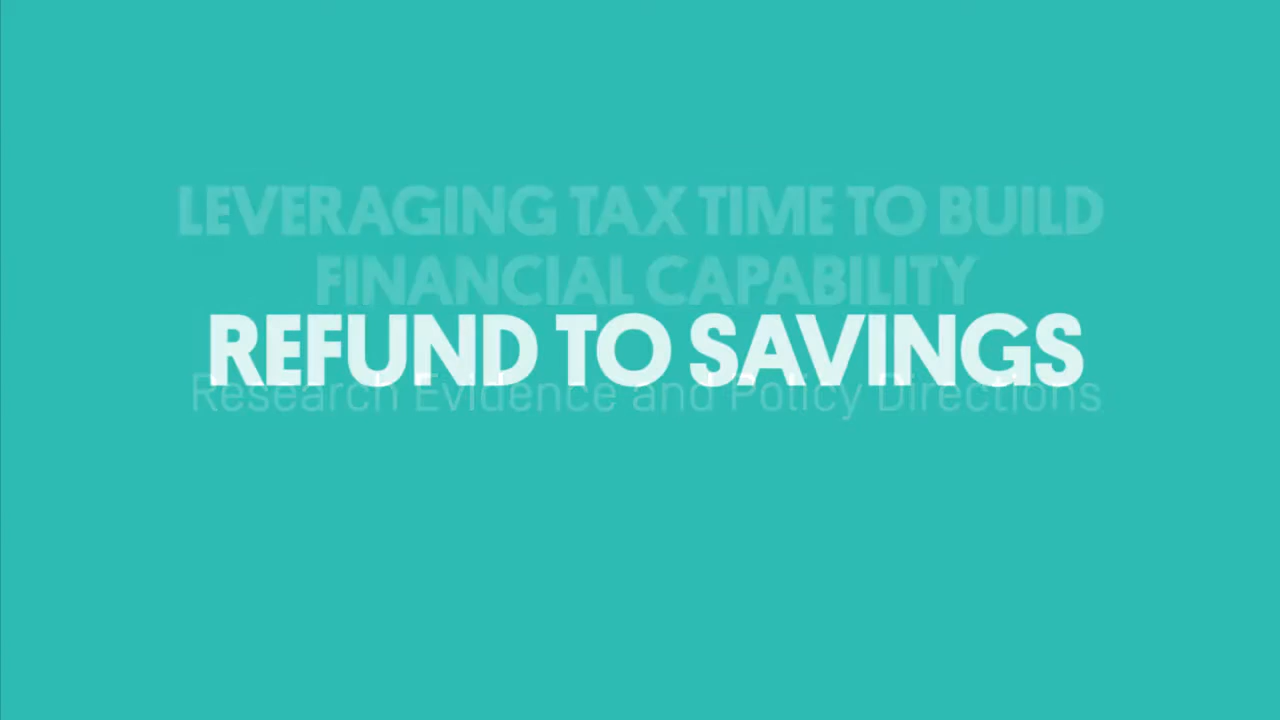 LEVERAGING TAX TIME TO BUILD
FINANCIAL CAPABILITY
REFUND TO SAVINGS
Research Evidence and Policy Directions